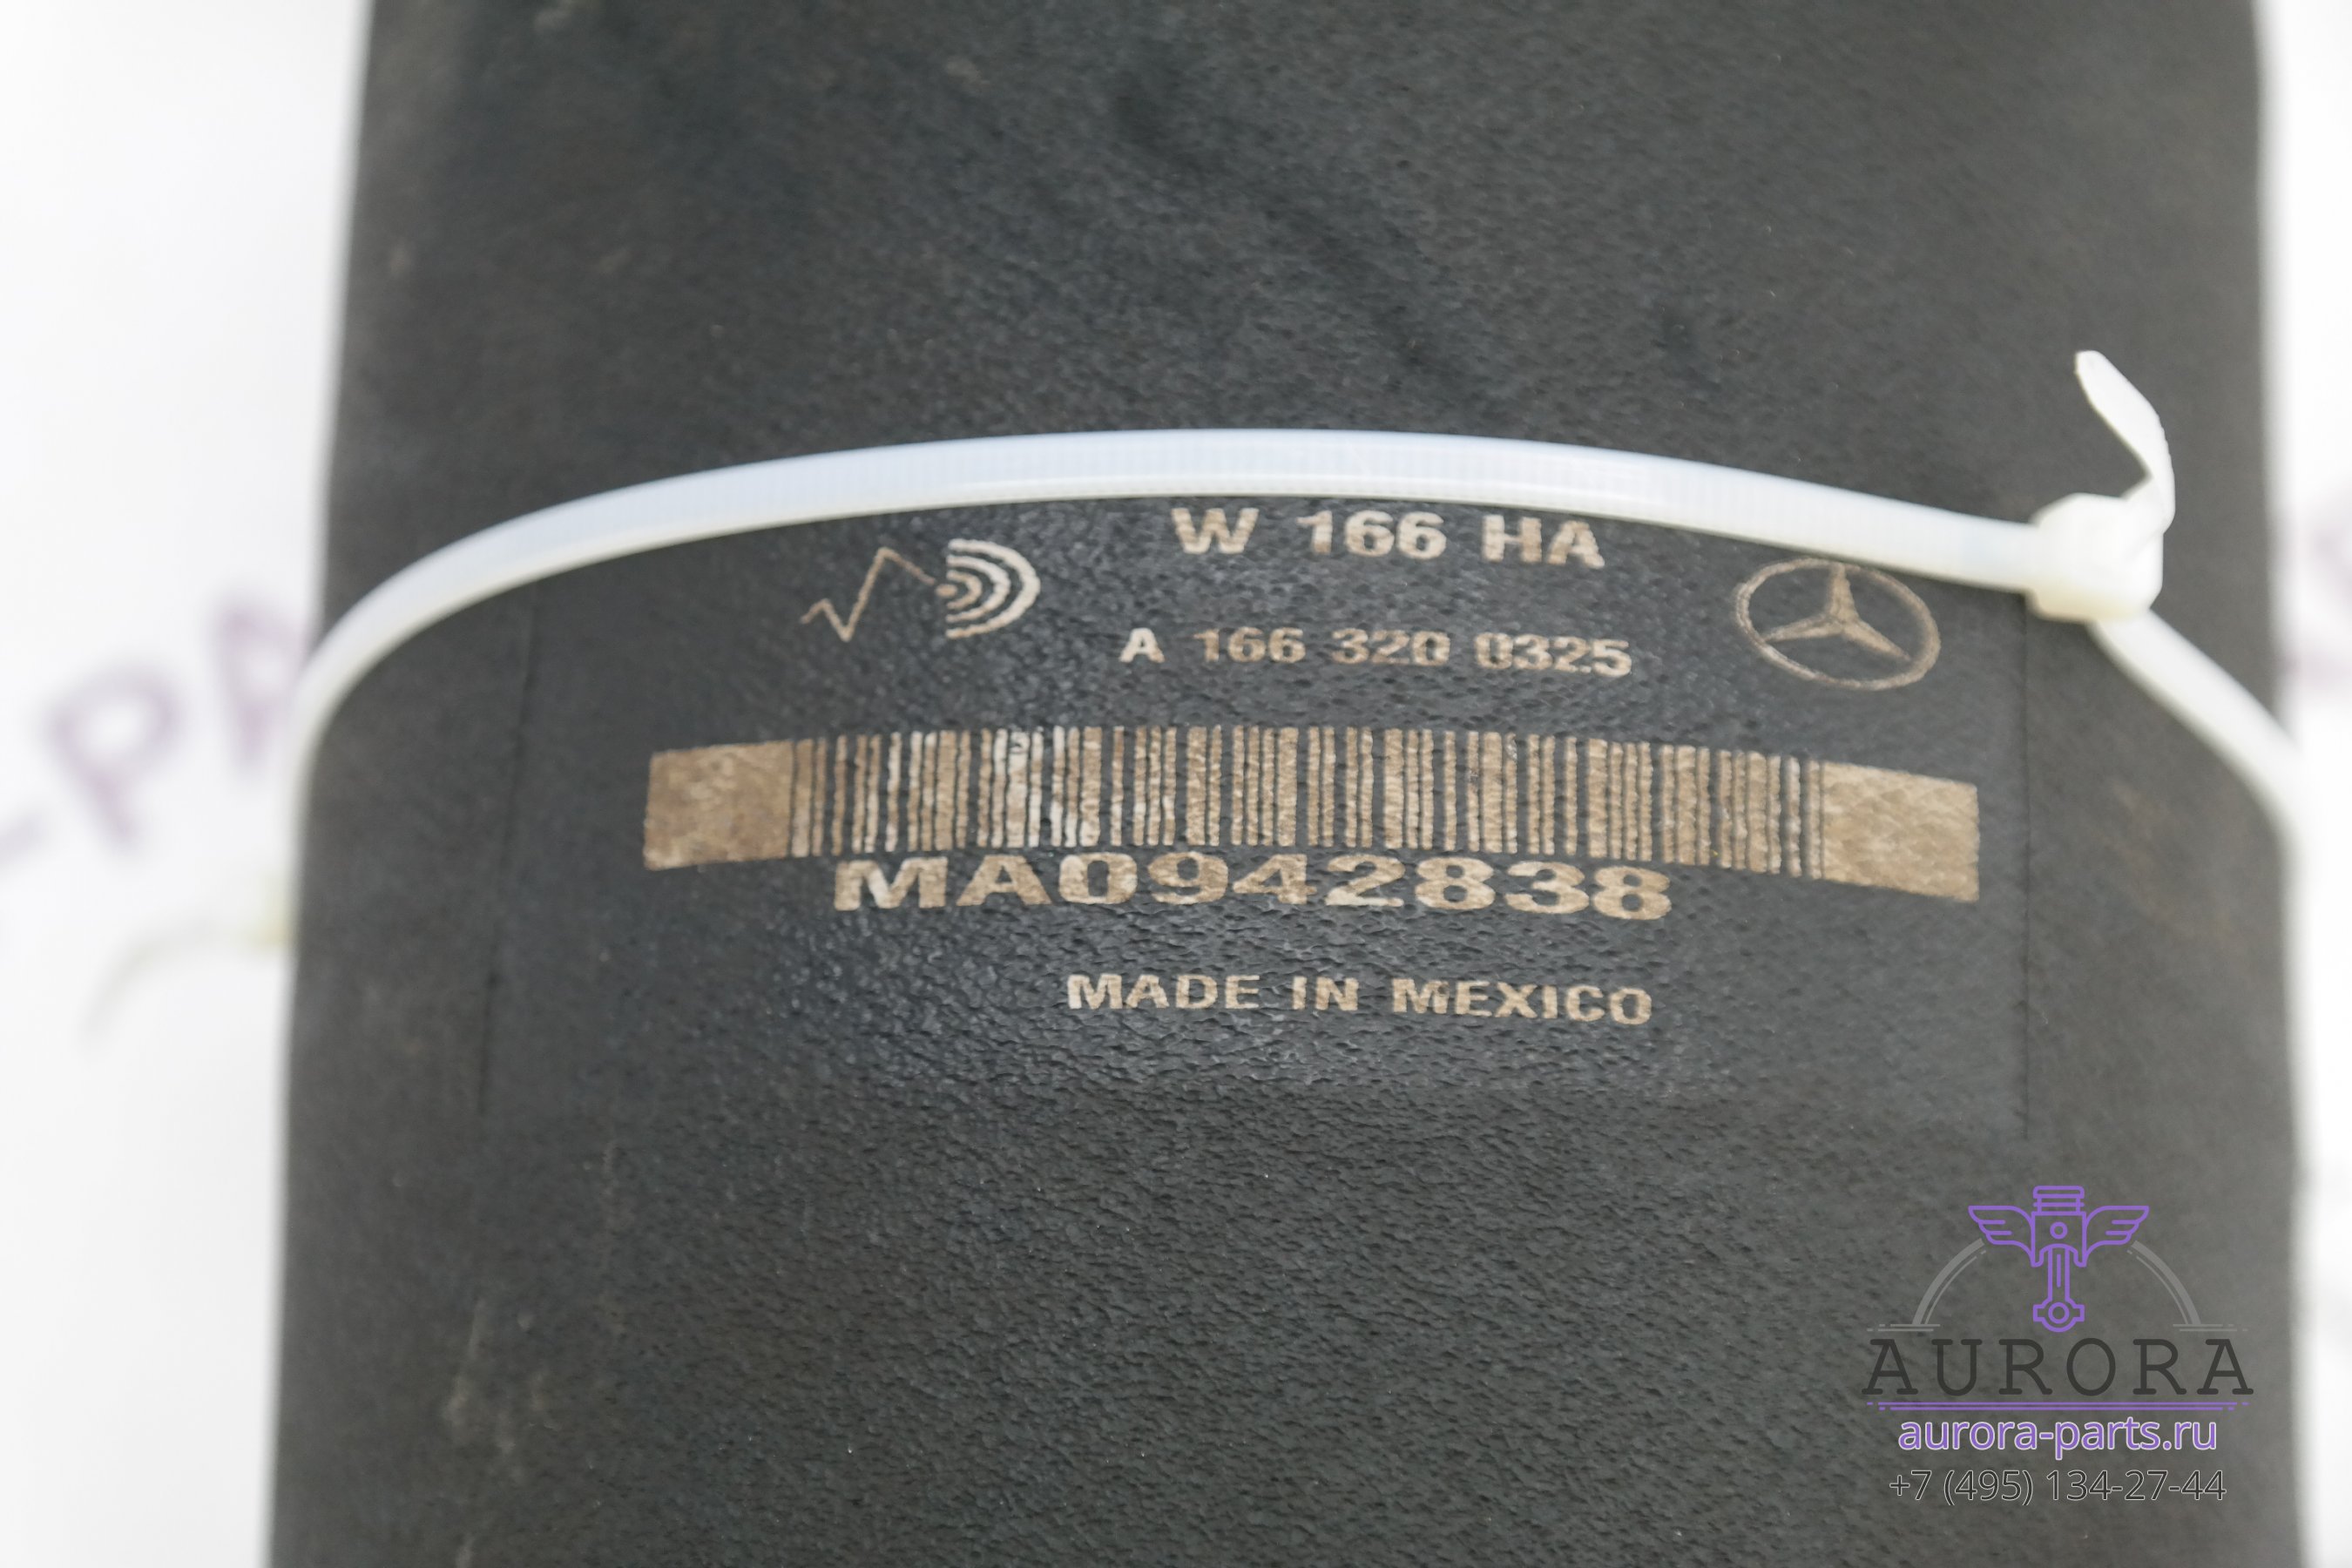 W 166 HA
A 166 320 0325
MA0942838
MADE IN MEXICO
AURORA
aurora-parts.ru
+7 (495) 134-27-44